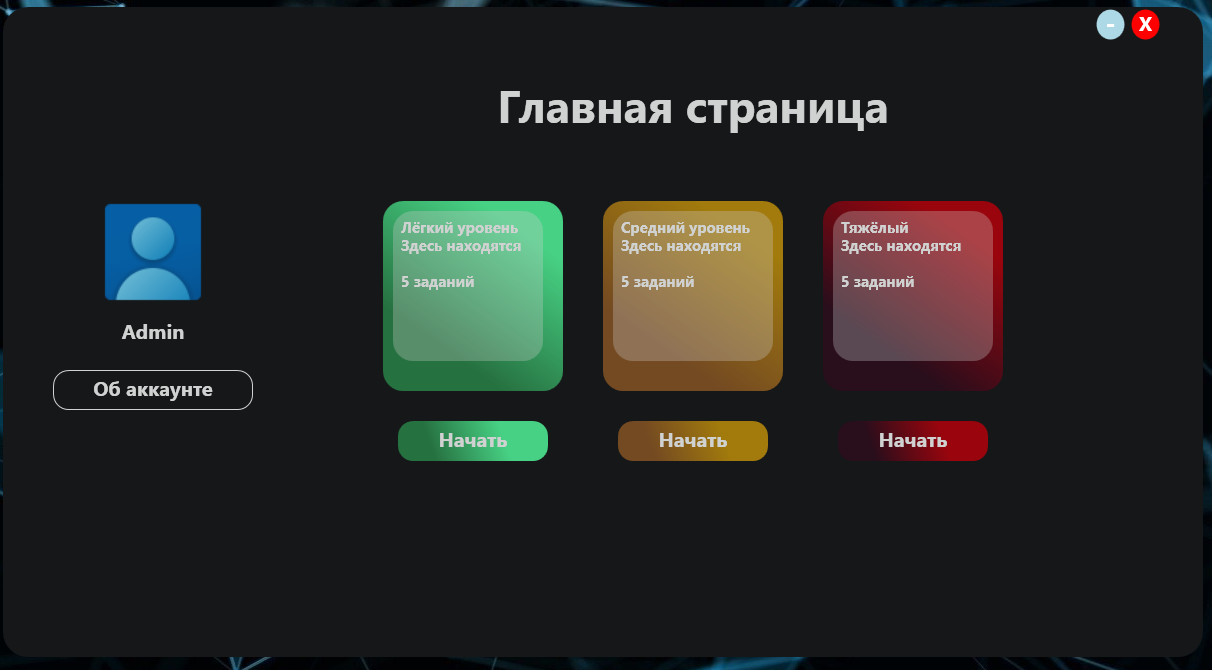 -
X
Главная страница
Admin
Об аккаунте
Лёгкий уровень
Здесь находятся
5 заданий
Начать
Средний уровень
Здесь находятся
5 заданий
Начать
Тяжёлый
Здесь находятся
5 заданий
Начать